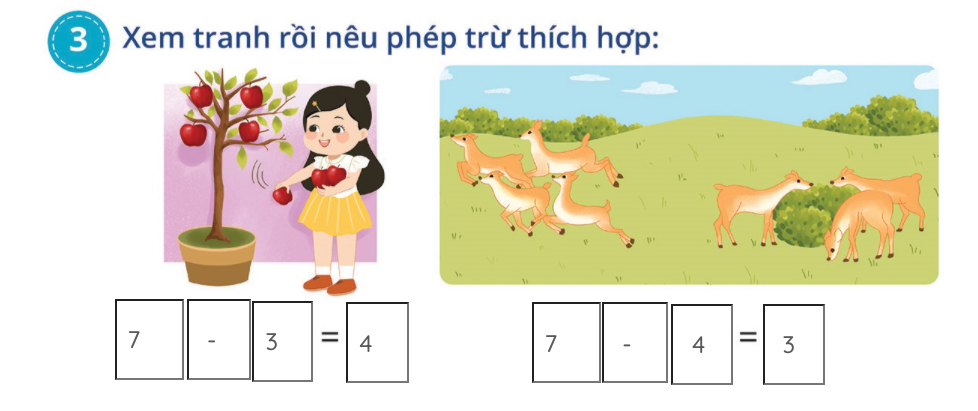 3 Xem tranh rồi nêu phép trừ thích hợp:
7 - 3 = 4 7 - 4 = 3